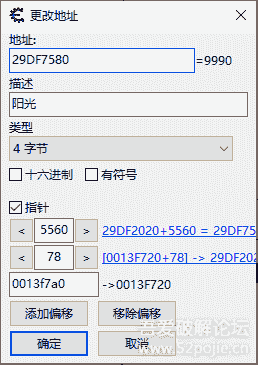 更改地址
地址:
29DF7580 =9990
描述
阳光
类型
4 字节
十六进制 有符号
指针
< 5560 > 29DF2020+5560 = 29DF75
< 78 > [0013F720+78] -> 29DF202
0013f7a0 ->0013F720
添加偏移 移除偏移
确定 取消
吾爱破解论坛
www.52pojie.cn